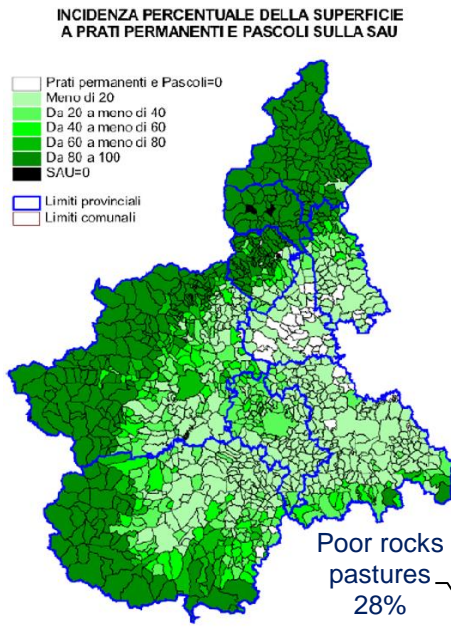 INCIDENZA PERCENTUALE DELLA SUPERFICIE
A PRATI PERMANENTI E PASCOLI SULLA SAU
Prati permanenti e Pascoli=0
Meno di 20
Da 20 a meno di 40
Da 40 a meno di 60
Da 60 a meno di 80
Da 80 a 100
SAU=0
Limiti provinciali
Limiti comunali
Poor rocks
pastures
28%